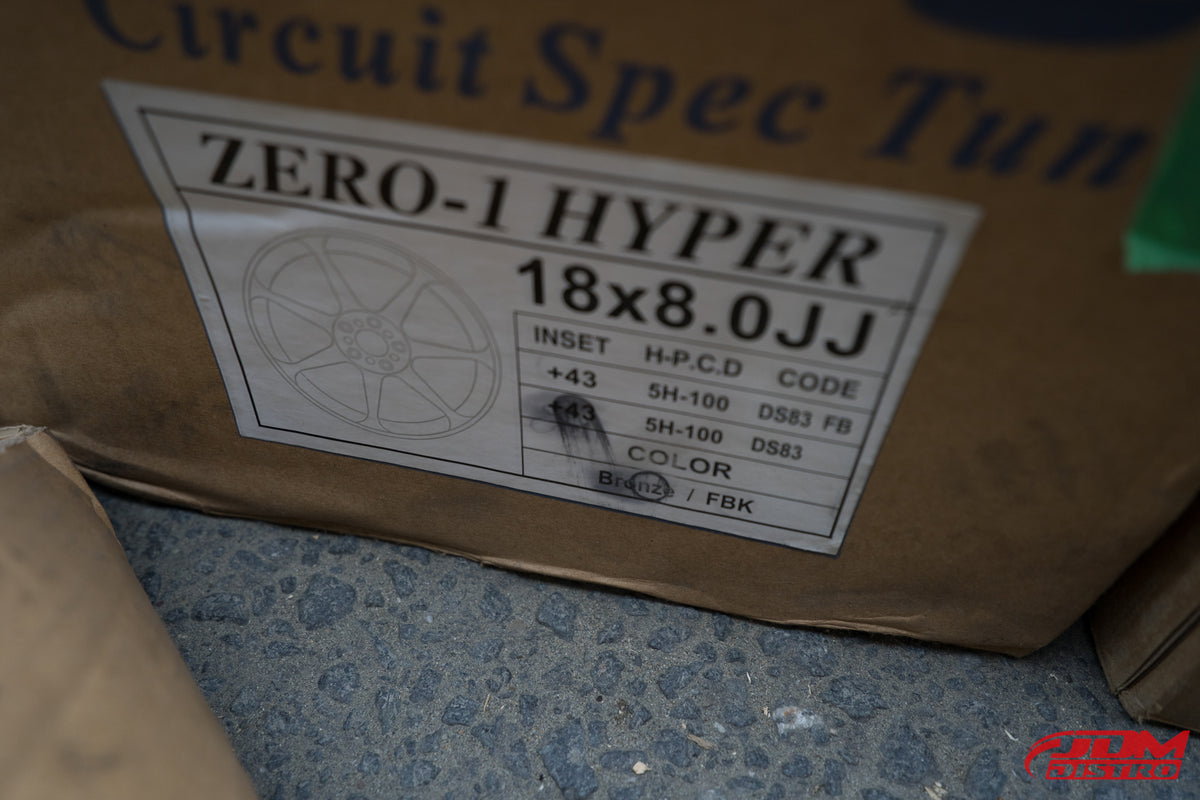 Circuit Spec Tun
ZERO-1 HYPER
18x8.0JJ
INSET H-P.C.D CODE
+43 5H-100 DS83 FB
+43 5H-100 DS83
COLOR
Bronze / FBK
JDM
DISTRO